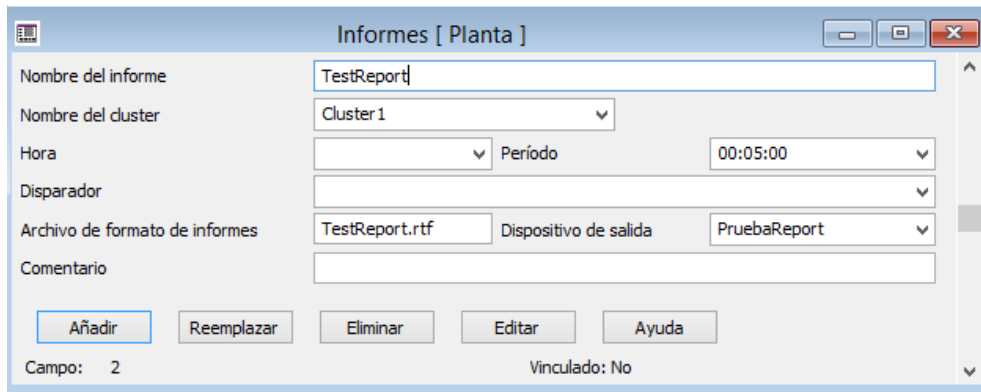 Informes [ Planta ]
Nombre del informe TestReport
Nombre del cluster Cluster1
Hora Período 00:05:00
Disparador
Archivo de formato de informes TestReport.rtf Dispositivo de salida PruebaReport
Comentario
Añadir Reemplazar Eliminar Editar Ayuda
Campo: 2 Vinculado: No